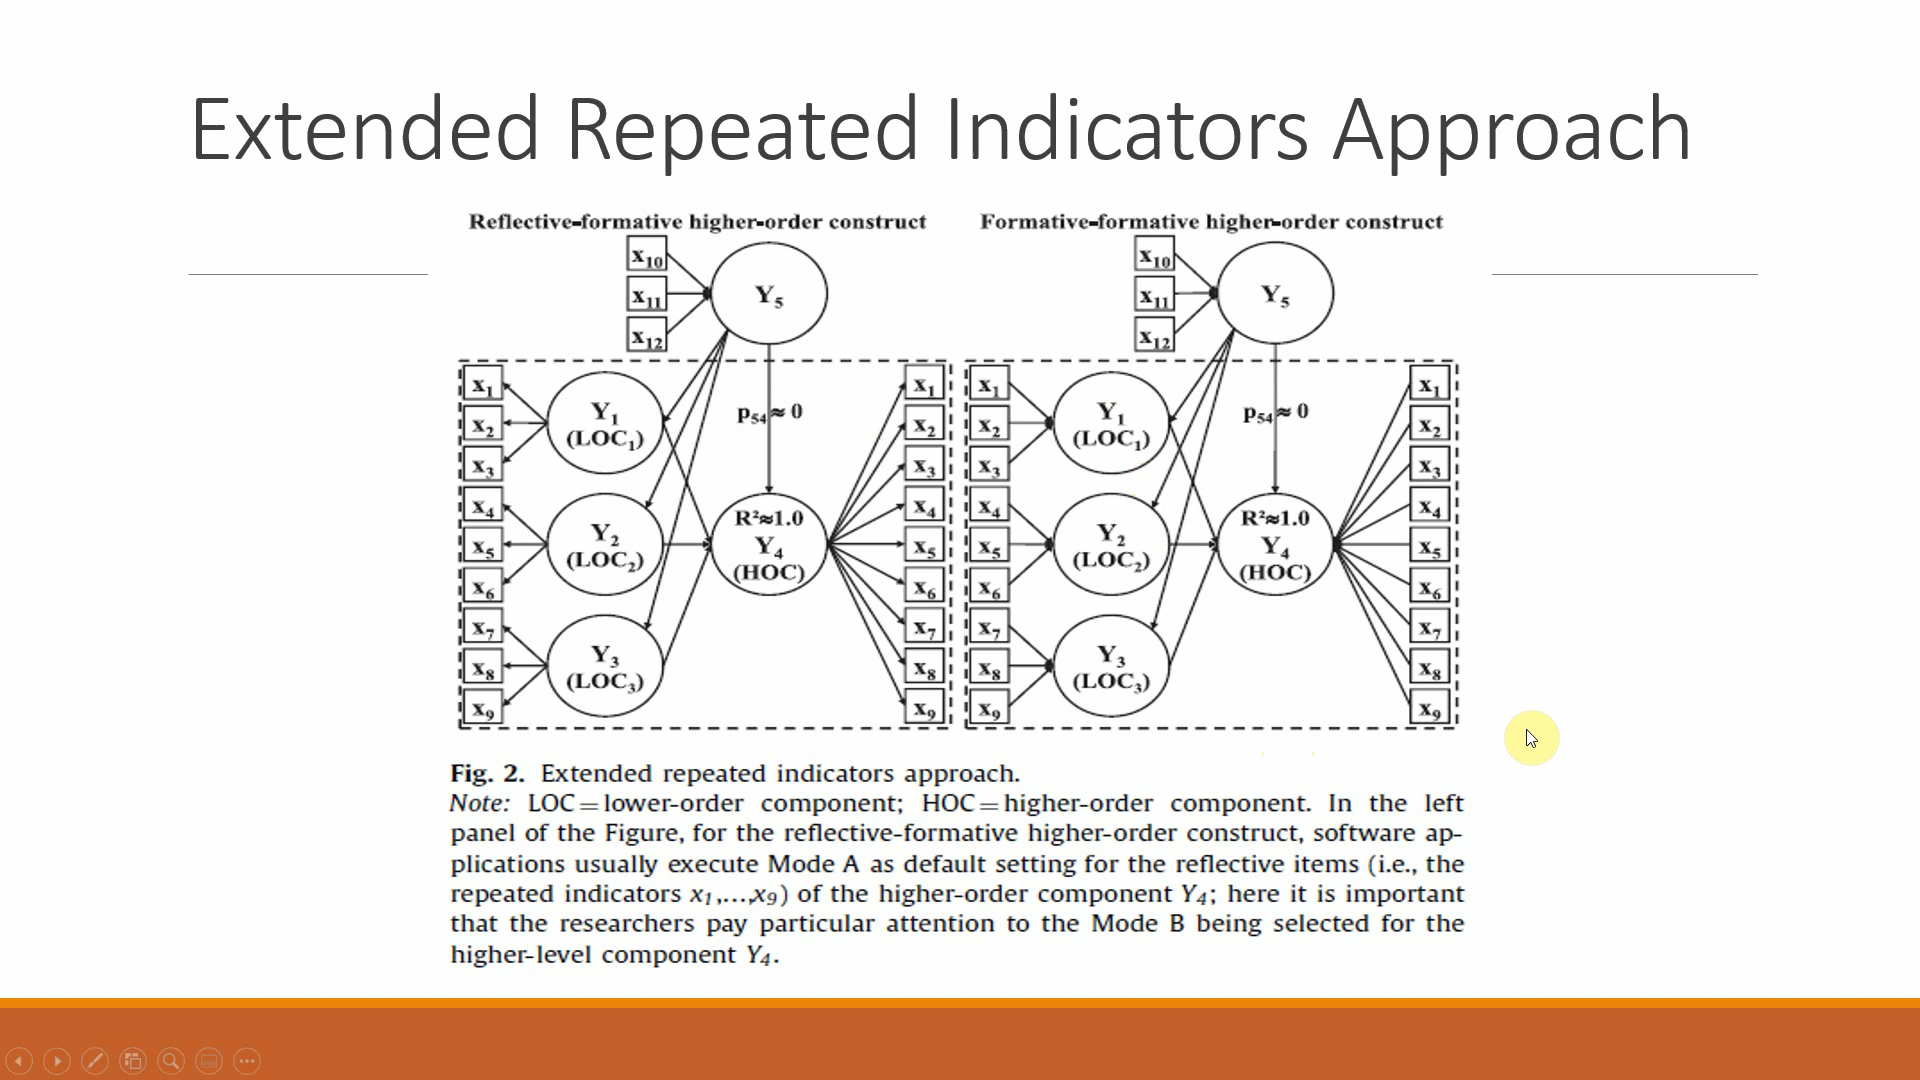 Extended Repeated Indicators Approach
Reflective-formative higher-order construct
x10
x11
x12
Y5
x1
x2
x3
x4
x5
x6
x7
x8
x9
Y1
(LOC1)
Y2
(LOC2)
Y3
(LOC3)
p54 ≈ 0
R²≈1.0
Y4
(HOC)
x1
x2
x3
x4
x5
x6
x7
x8
x9
Formative-formative higher-order construct
x10
x11
x12
Y5
x1
x2
x3
x4
x5
x6
x7
x8
x9
Y1
(LOC1)
Y2
(LOC2)
Y3
(LOC3)
p54 ≈ 0
R²≈1.0
Y4
(HOC)
x1
x2
x3
x4
x5
x6
x7
x8
x9
Fig. 2. Extended repeated indicators approach.
Note: LOC = lower-order component; HOC = higher-order component. In the left
panel of the Figure, for the reflective-formative higher-order construct, software ap-
plications usually execute Mode A as default setting for the reflective items (i.e., the
repeated indicators x1,...,x9) of the higher-order component Y4; here it is important
that the researchers pay particular attention to the Mode B being selected for the
higher-level component Y4.